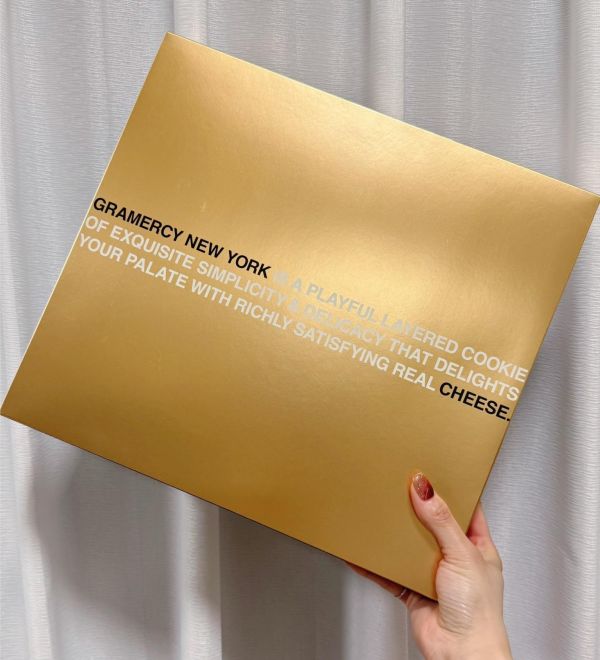 GRAMERCY NEW YORK IS A PLAYFUL LAYERED COOKIE
OF EXQUISITE SIMPLICITY & DELICACY THAT DELIGHTS
YOUR PALATE WITH RICHLY SATISFYING REAL CHEESE.